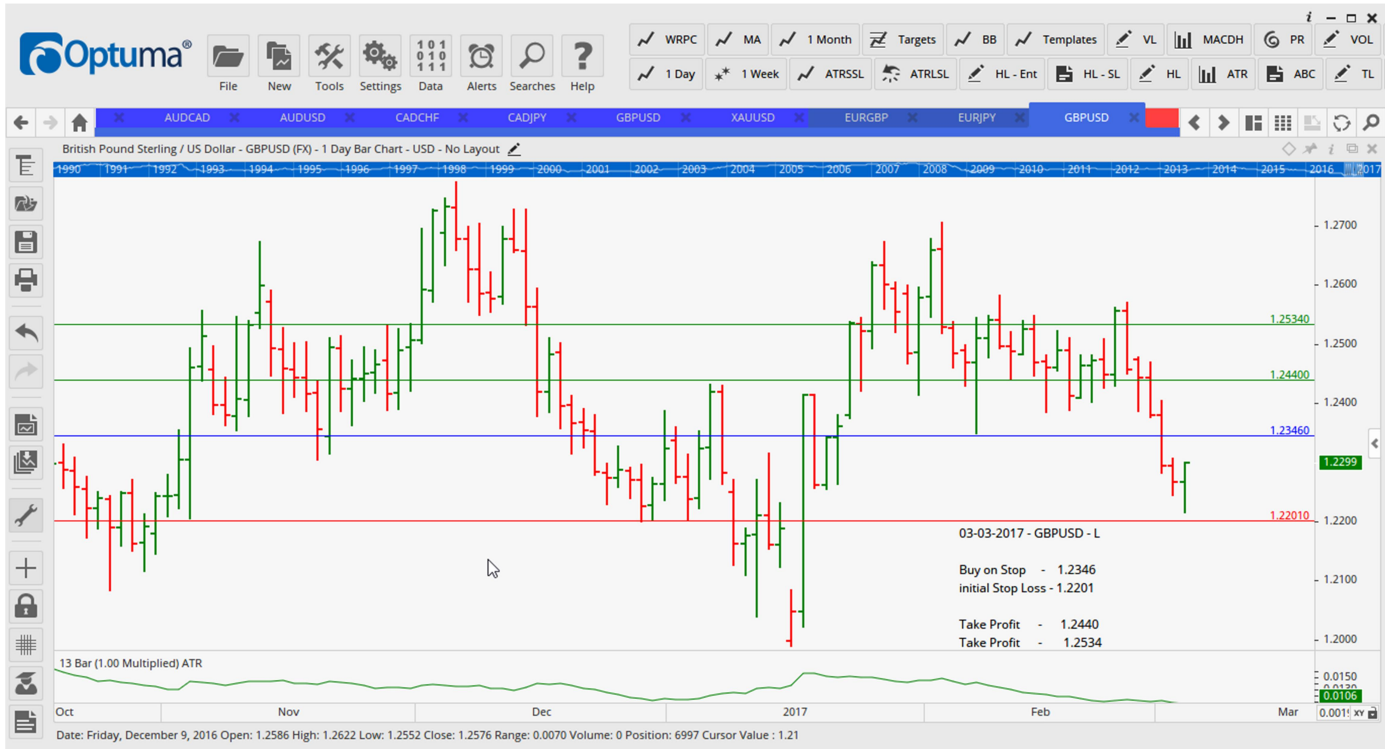 i
Optuma®
File New Tools Settings Data Alerts Searches Help
101
010
111
WRPC MA 1 Month Targets BB Templates VL MACDH PR VOL
1 Day 1 Week ATRSSL ATRLSL HL - Ent HL - SL HL ATR ABC TL
AUDCAD AUDUSD CADCHF CADJPY GBPUSD XAUUSD EURGBP EURJPY GBPUSD
British Pound Sterling / US Dollar - GBPUSD (FX) - 1 Day Bar Chart - USD - No Layout
1990 1991 1992 1993 1994 1995 1996 1997 1998 1999 2000 2001 2002 2003 2004 2005 2006 2007 2008 2009 2010 2011 2012 2013 2014 2015 2016 2017
1.2700
1.2600
1.25340
1.2500
1.24400
1.2400
1.23460
1.2299
1.22010
1.2200
03-03-2017 - GBPUSD - L
Buy on Stop - 1.2346
1.2100
initial Stop Loss - 1.2201
Take Profit - 1.2440
1.2000
Take Profit - 1.2534
13 Bar (1.00 Multiplied) ATR
0.0150
0.0106
Oct Nov Dec 2017 Feb Mar
XY
Date: Friday, December 9, 2016 Open: 1.2586 High: 1.2622 Low: 1.2552 Close: 1.2576 Range: 0.0070 Volume: 0 Position: 6997 Cursor Value : 1.21